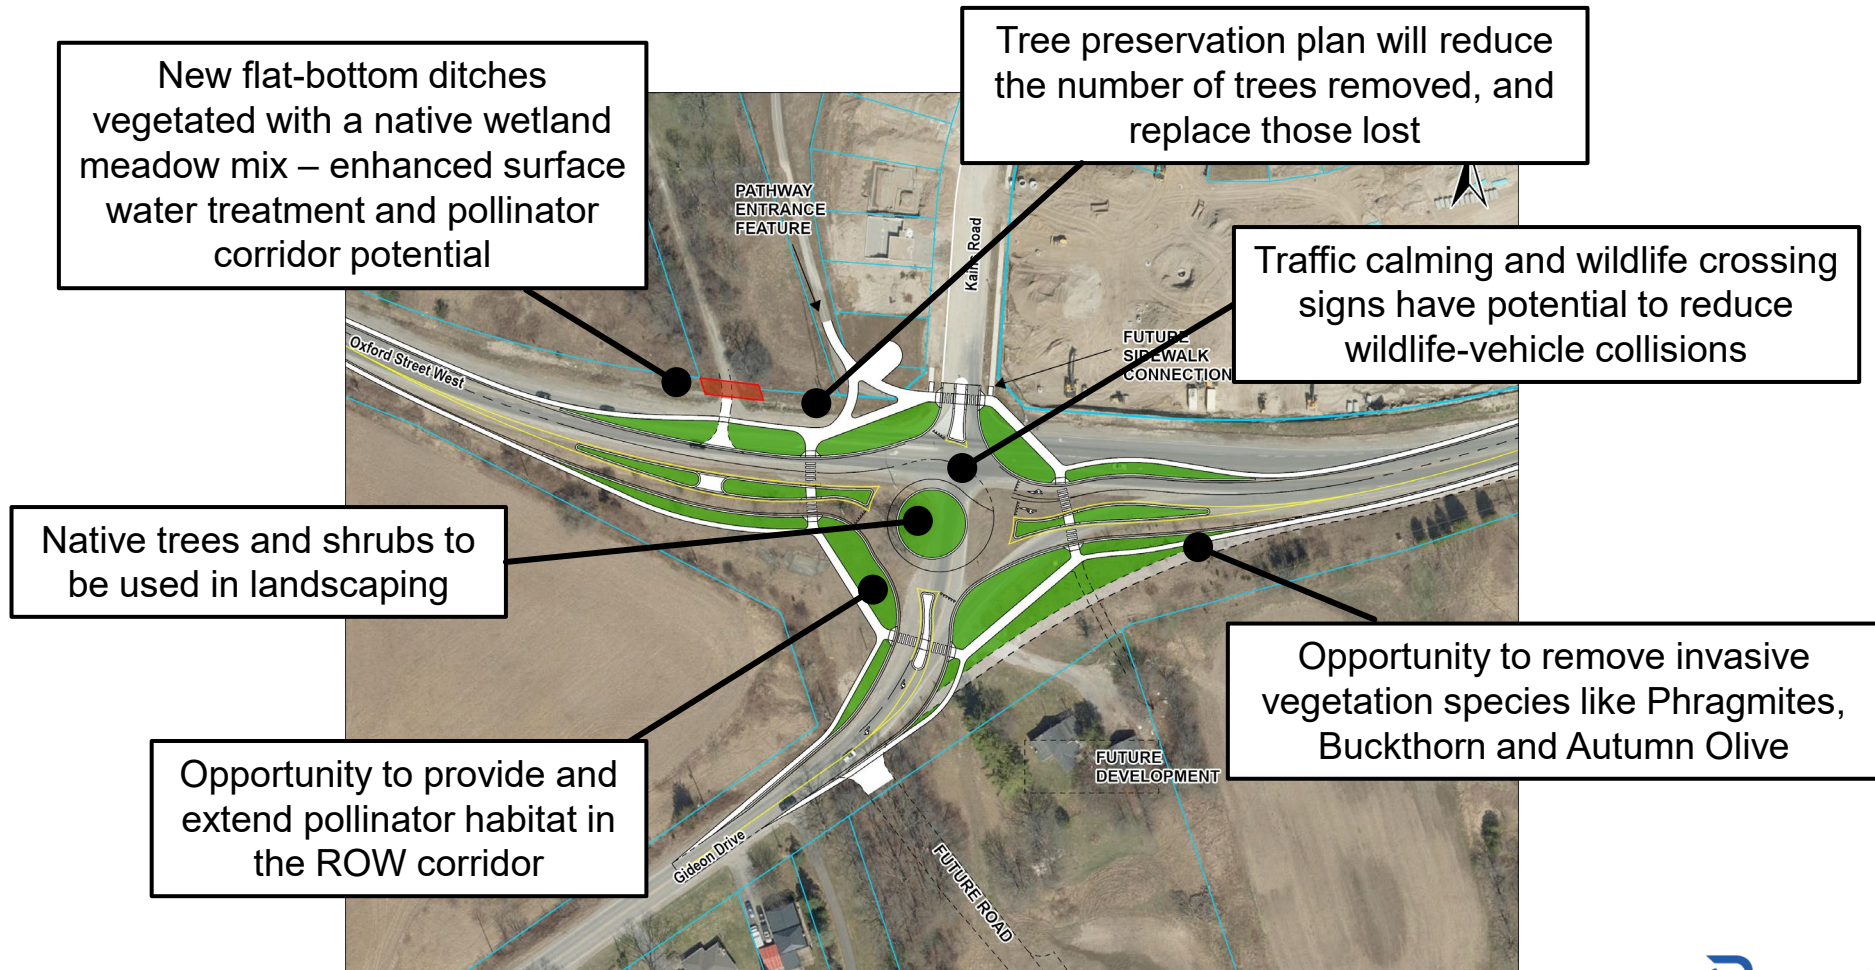 New flat-bottom ditches
vegetated with a native wetland
meadow mix – enhanced surface
water treatment and pollinator
corridor potential
Tree preservation plan will reduce
the number of trees removed, and
replace those lost
PATHWAY
ENTRANCE
FEATURE
Kains Road
Traffic calming and wildlife crossing
signs have potential to reduce
wildlife-vehicle collisions
FUTURE
SIDEWALK
CONNECTION
Oxford Street West
Native trees and shrubs to
be used in landscaping
Opportunity to remove invasive
vegetation species like Phragmites,
Buckthorn and Autumn Olive
Opportunity to provide and
extend pollinator habitat in
the ROW corridor
FUTURE
DEVELOPMENT
Gideon Drive
FUTURE ROAD